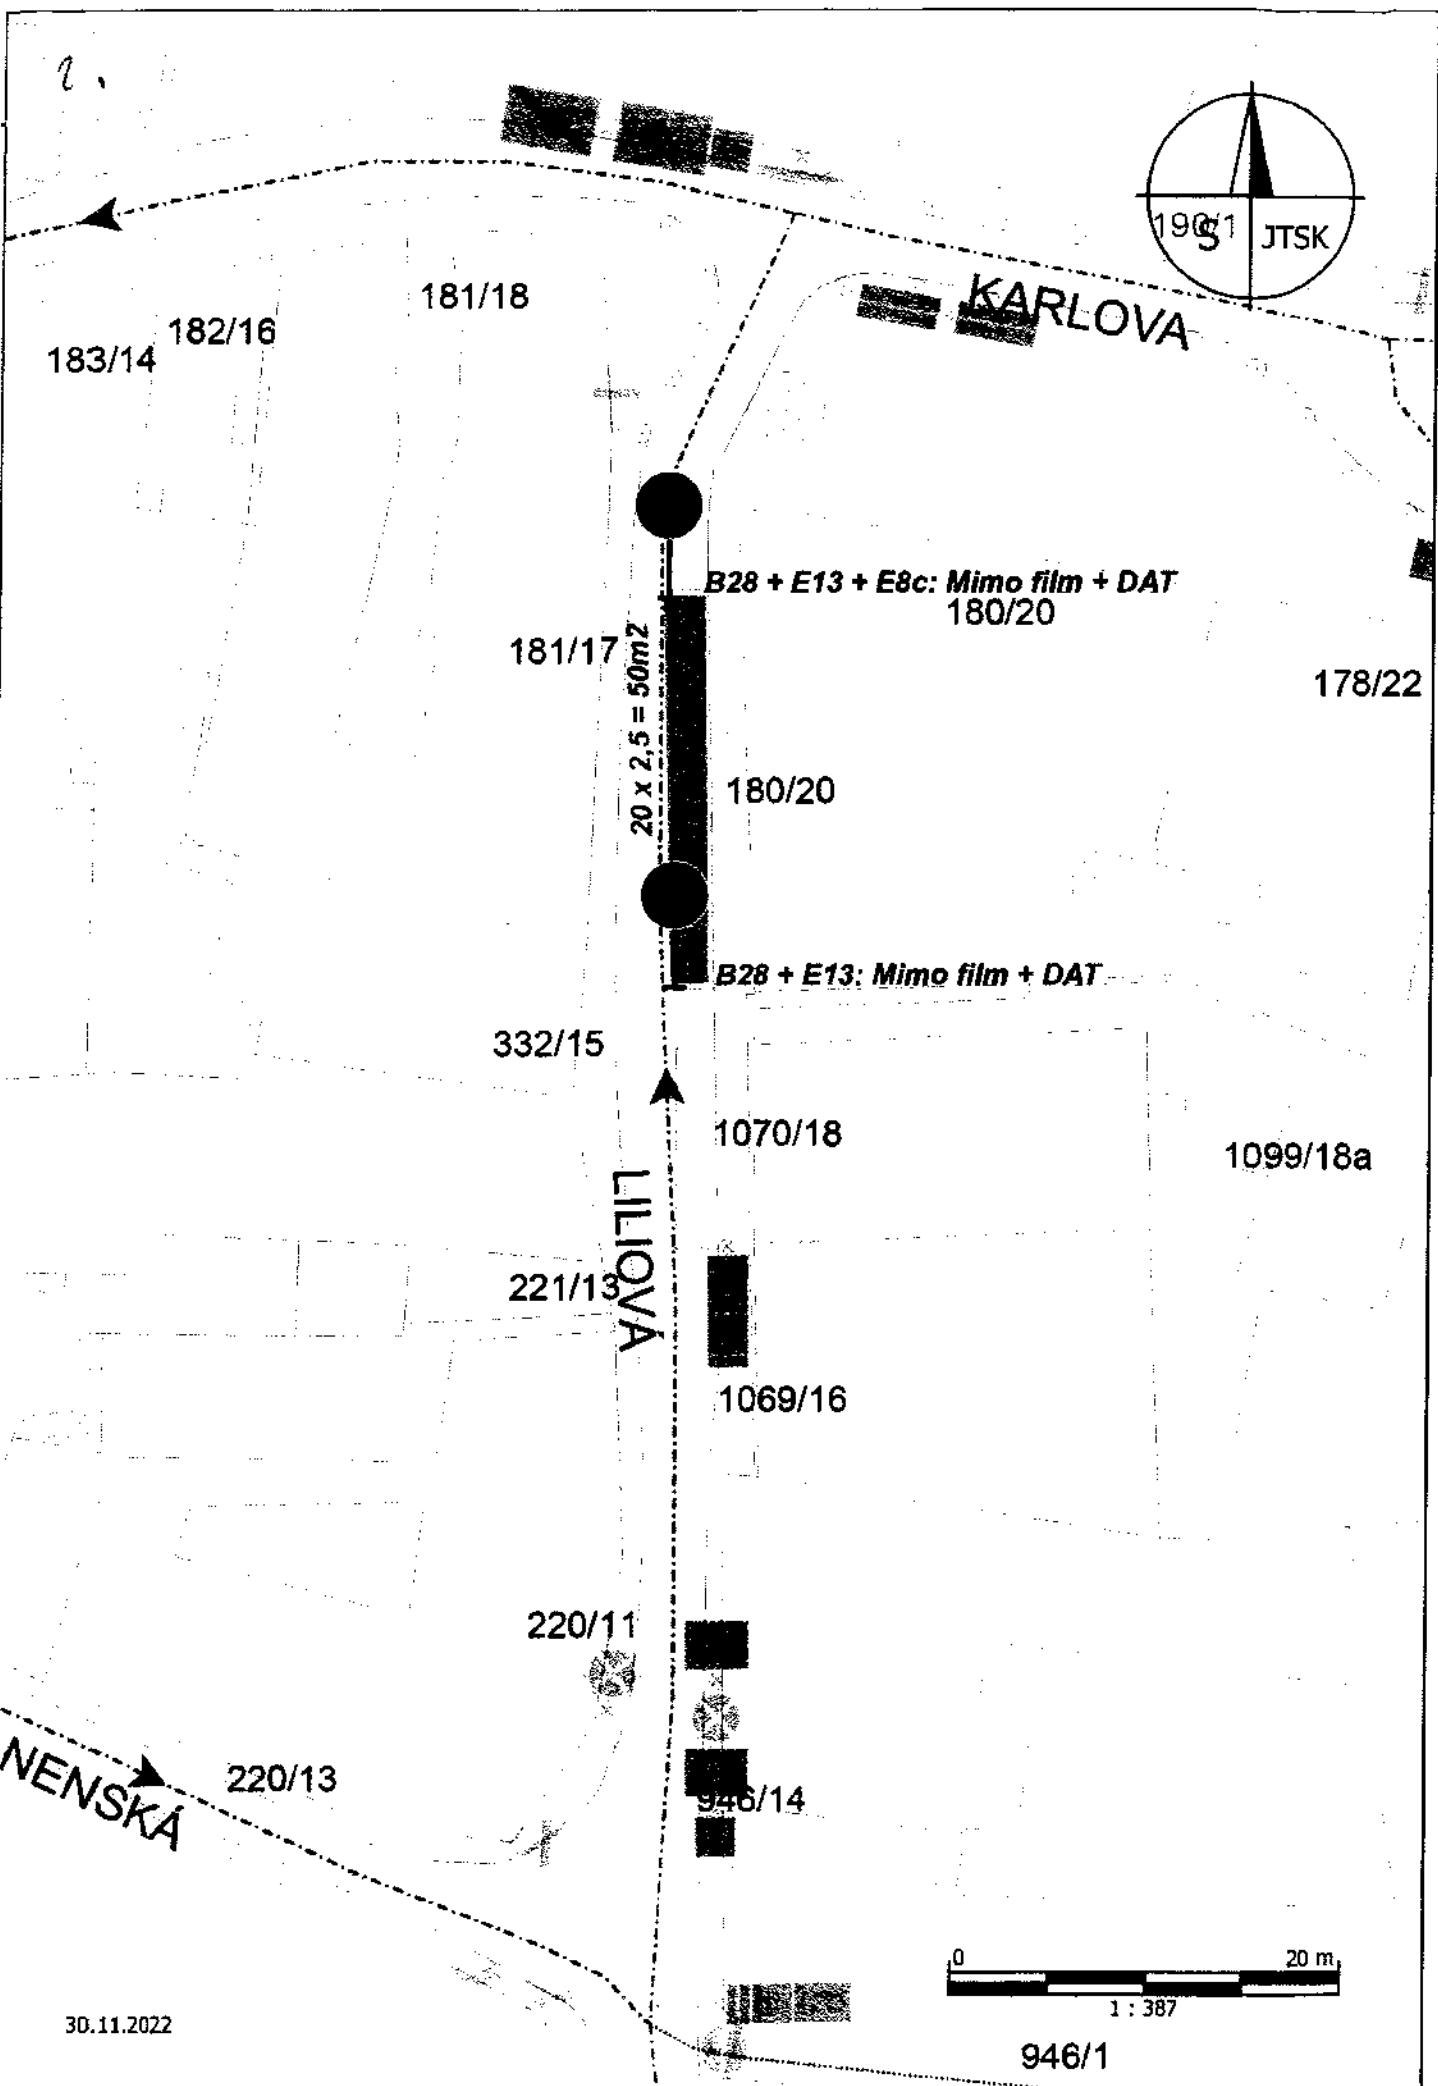 2.
190/1
S JTSK
KARLOVA
181/18
182/16
183/14
B28 + E13 + E8c: Mimo film + DAT
180/20
181/17
20 x 2,5 = 50m2
178/22
180/20
B28 + E13: Mimo film + DAT
332/15
1070/18
1099/18a
LILIOVÁ
221/13
1069/16
220/11
NENSKÁ
220/13
946/14
0 20 m
1 : 387
30.11.2022
946/1